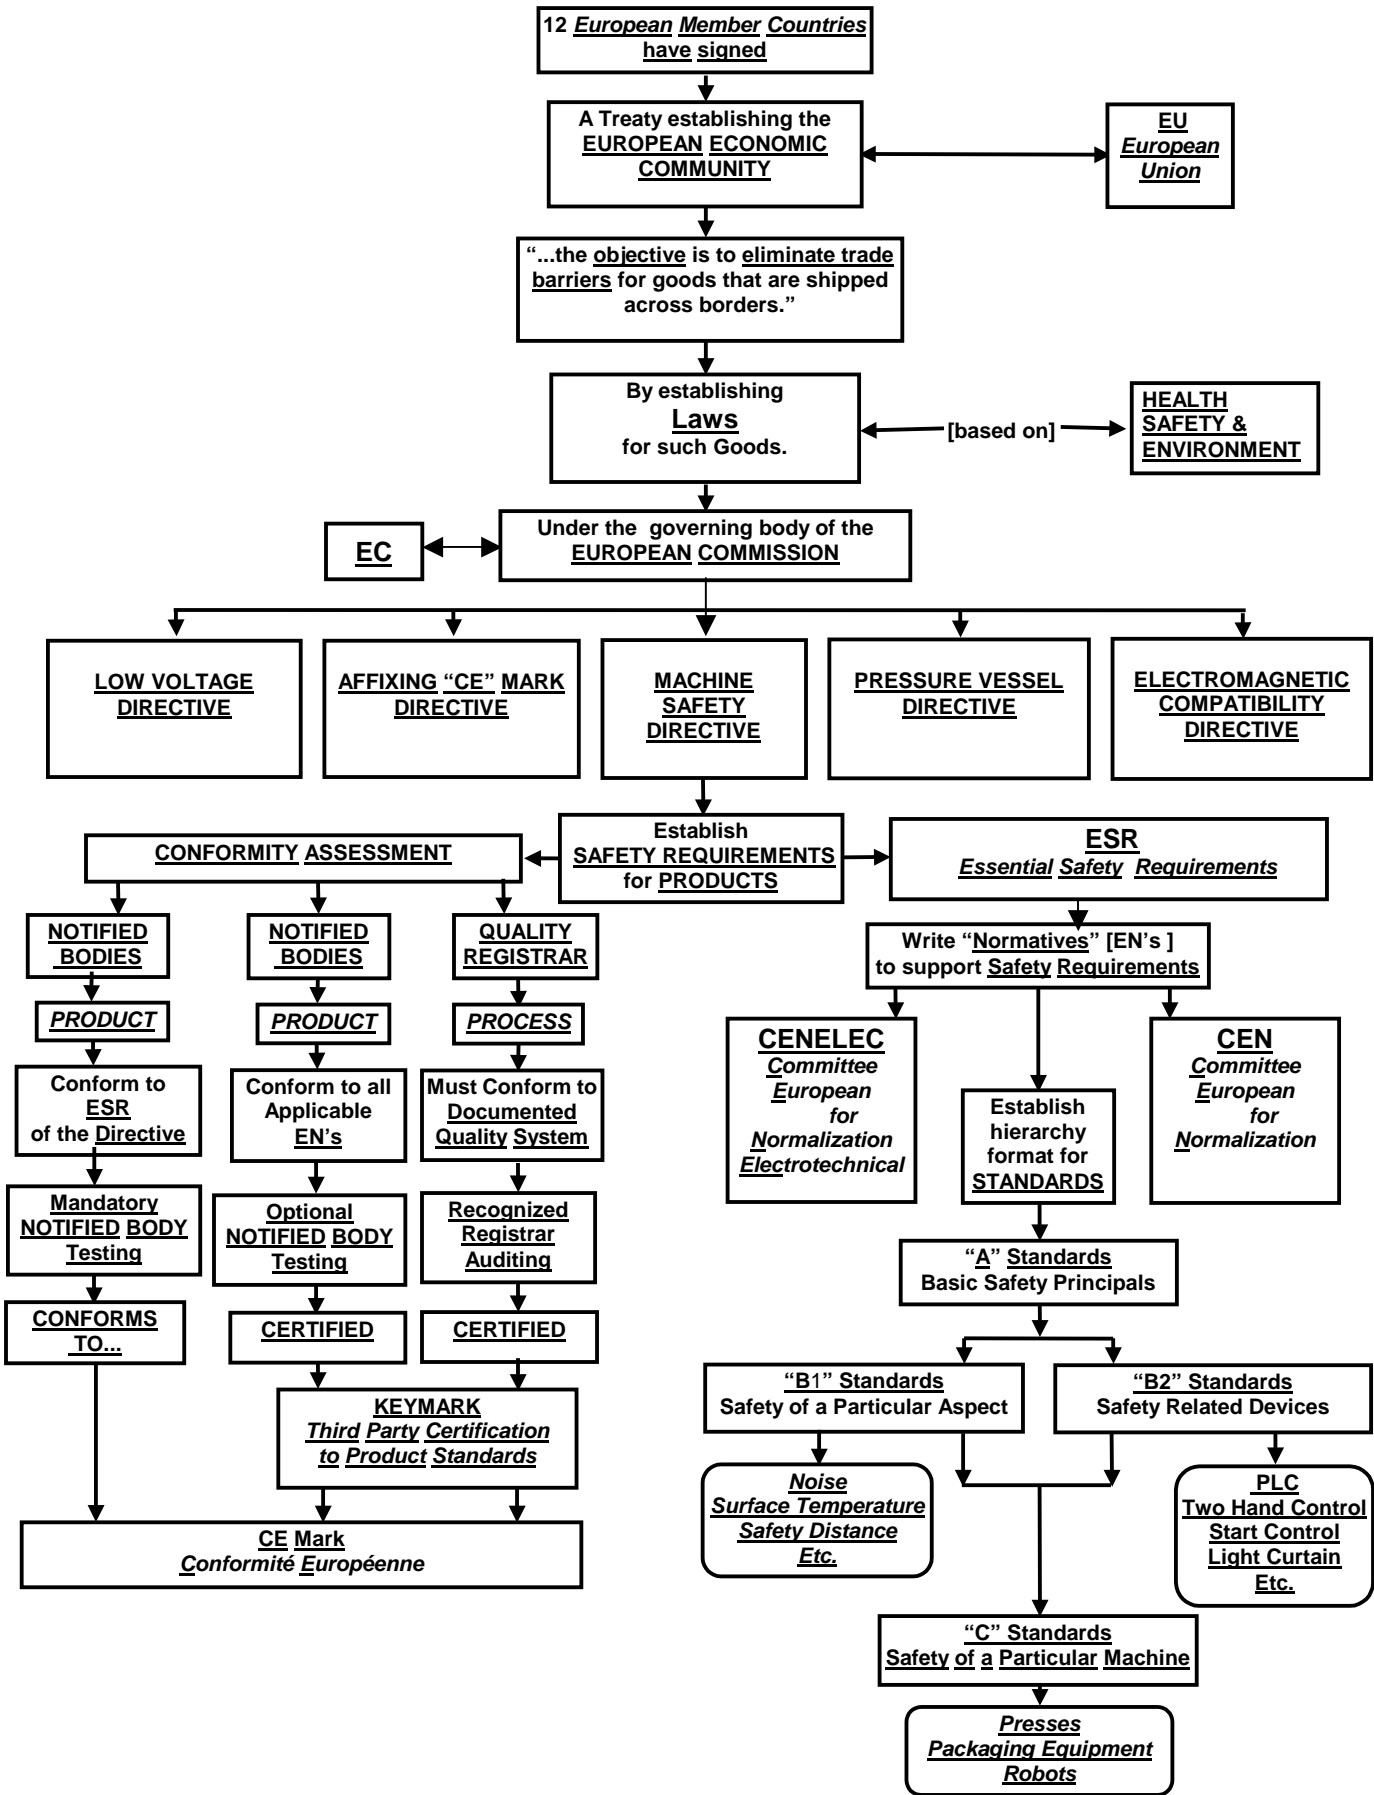 12 European Member Countries
have signed
A Treaty establishing the
EUROPEAN ECONOMIC
COMMUNITY
EU
European
Union
“...the objective is to eliminate trade
barriers for goods that are shipped
across borders.”
By establishing
Laws
for such Goods.
[based on]
HEALTH
SAFETY &
ENVIRONMENT
EC
Under the governing body of the
EUROPEAN COMMISSION
LOW VOLTAGE
DIRECTIVE
AFFIXING “CE” MARK
DIRECTIVE
MACHINE
SAFETY
DIRECTIVE
PRESSURE VESSEL
DIRECTIVE
ELECTROMAGNETIC
COMPATIBILITY
DIRECTIVE
CONFORMITY ASSESSMENT
Establish
SAFETY REQUIREMENTS
for PRODUCTS
ESR
Essential Safety Requirements
NOTIFIED
BODIES
PRODUCT
Conform to
ESR
of the Directive
Mandatory
NOTIFIED BODY
Testing
CONFORMS
TO...
NOTIFIED
BODIES
PRODUCT
Conform to all
Applicable
EN's
Optional
NOTIFIED BODY
Testing
CERTIFIED
QUALITY
REGISTRAR
PROCESS
Must Conform to
Documented
Quality System
Recognized
Registrar
Auditing
CERTIFIED
KEYMARK
Third Party Certification
to Product Standards
CE Mark
Conformité Européenne
Write “Normatives” [EN's ]
to support Safety Requirements
CENELEC
Committee
European
for
Normalization
Electrotechnical
Establish
hierarchy
format for
STANDARDS
CEN
Committee
European
for
Normalization
“A” Standards
Basic Safety Principals
“B1” Standards
Safety of a Particular Aspect
“B2” Standards
Safety Related Devices
Noise
Surface Temperature
Safety Distance
Etc.
PLC
Two Hand Control
Start Control
Light Curtain
Etc.
“C” Standards
Safety of a Particular Machine
Presses
Packaging Equipment
Robots